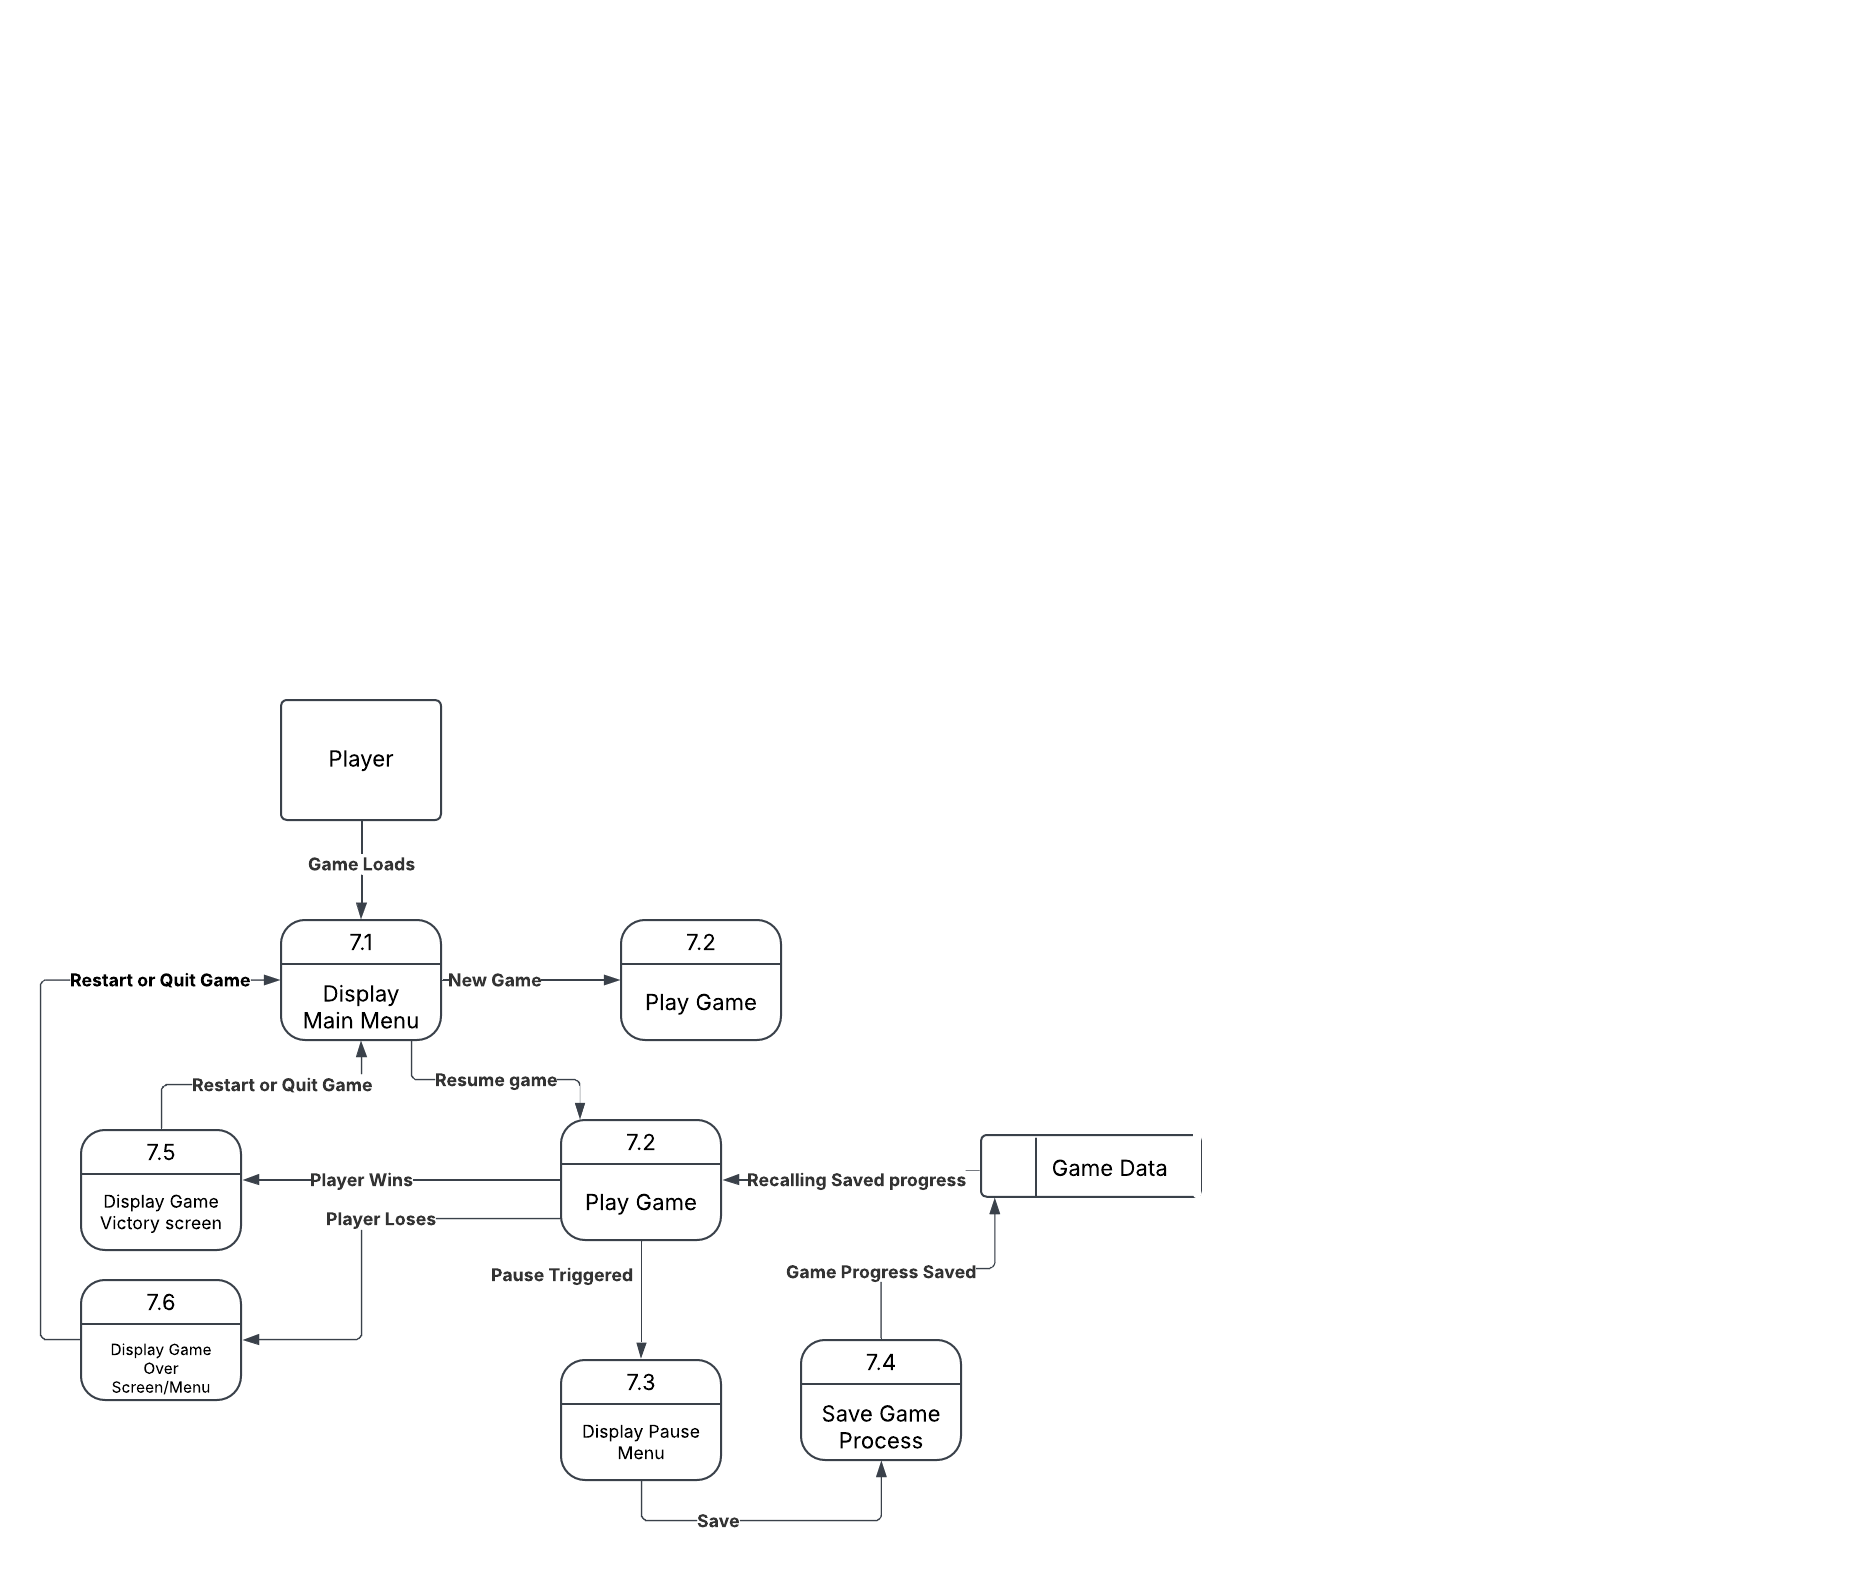 Player
Game Loads
7.1
Display
Main Menu
New Game
7.2
Play Game
Restart or Quit Game
Restart or Quit Game
Resume game
7.5
Display Game
Victory screen
Player Wins
Player Loses
7.2
Play Game
Recalling Saved progress
Game Data
Pause Triggered
Game Progress Saved
7.6
Display Game
Over
Screen/Menu
7.3
Display Pause
Menu
7.4
Save Game
Process
Save